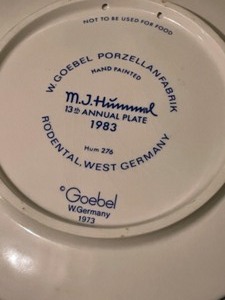 NOT TO BE USED FOR FOOD
W. GOEBEL PORZELLANFABRIK
HAND PAINTED
M.J.Hummel
13th ANNUAL PLATE
1983
Hum 276
RÖDENTAL, WEST GERMANY
© Goebel
W.Germany
1973